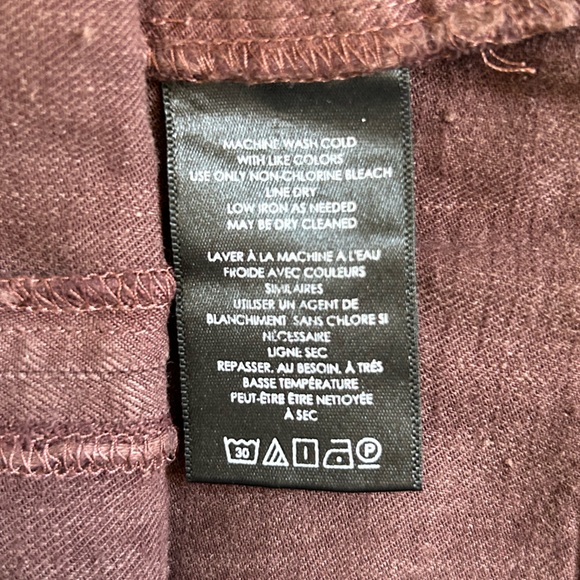 MACHINE WASH COLD
WITH LIKE COLORS
USE ONLY NON-CHLORINE BLEACH
LINE DRY
LOW IRON AS NEEDED
MAY BE DRY CLEANED
LAVER À LA MACHINE À L'EAU
FROIDE AVEC COULEURS
SIMILAIRES
UTILISER UN AGENT DE
BLANCHIMENT SANS CHLORE SI
NÉCESSAIRE
LIGNE SEC
REPASSER, AU BESOIN, À TRÉS
BASSE TEMPÉRATURE
PEUT-ÊTRE ÊTRE NETTOYÉE
À SEC
30 P